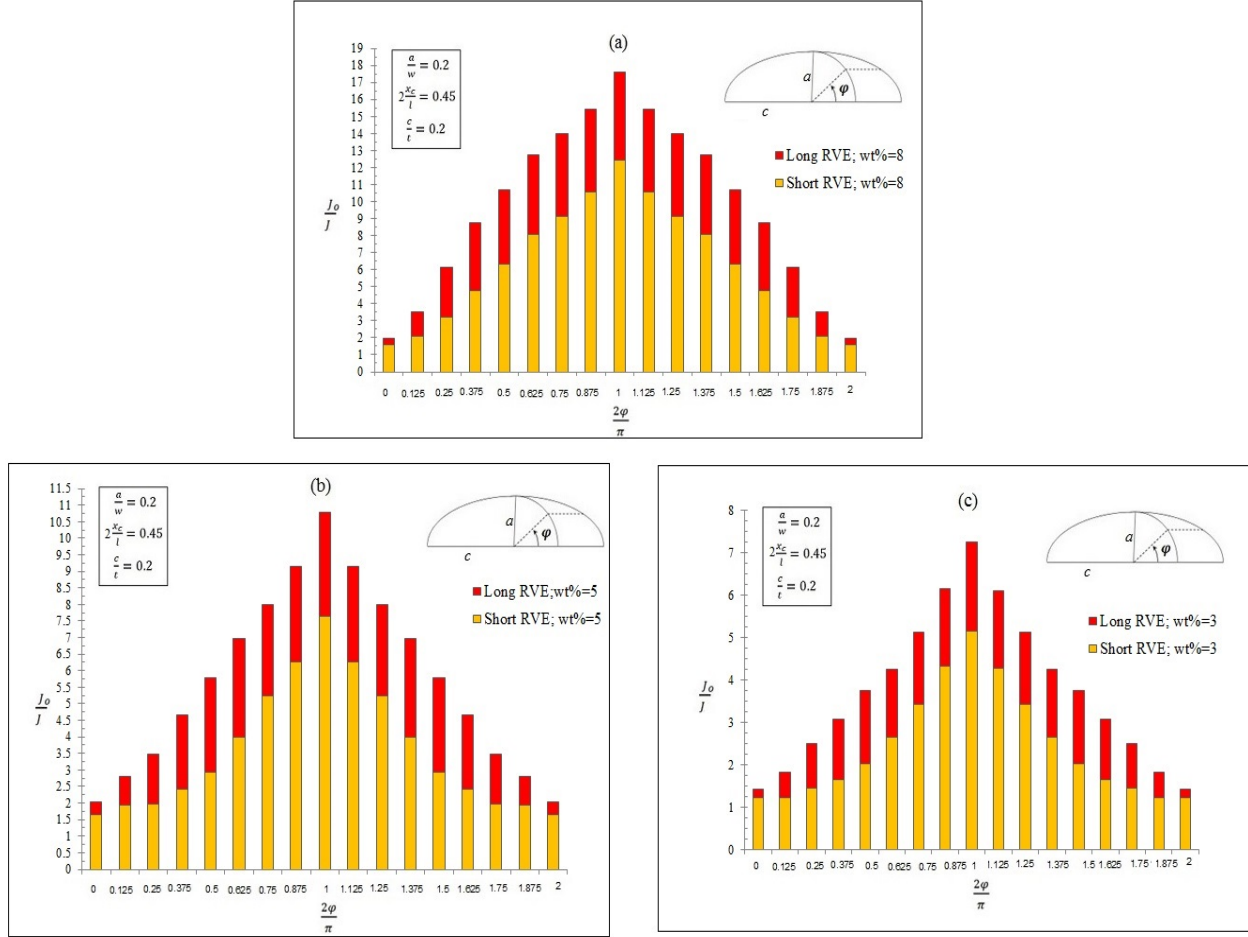 (a)
a/w = 0.2
2 x_c/l = 0.45
c/t = 0.2
a
φ
c
Long RVE; wt%=8
Short RVE; wt%=8
J_o/J
19
18
17
16
15
14
13
12
11
10
9
8
7
6
5
4
3
2
1
0
0 0.125 0.25 0.375 0.5 0.625 0.75 0.875 1 1.125 1.25 1.375 1.5 1.625 1.75 1.875 2
2φ/π
(b)
a/w = 0.2
2 x_c/l = 0.45
c/t = 0.2
a
φ
c
Long RVE;wt%=5
Short RVE; wt%=5
J_o/J
11.5
11
10.5
10
9.5
9
8.5
8
7.5
7
6.5
6
5.5
5
4.5
4
3.5
3
2.5
2
1.5
1
0.5
0
0 0.125 0.25 0.375 0.5 0.625 0.75 0.875 1 1.125 1.25 1.375 1.5 1.625 1.75 1.875 2
2φ/π
(c)
a/w = 0.2
2 x_c/l = 0.45
c/t = 0.2
a
φ
c
Long RVE; wt%=3
Short RVE; wt%=3
J_o/J
8
7
6
5
4
3
2
1
0
0 0.125 0.25 0.375 0.5 0.625 0.75 0.875 1 1.125 1.25 1.375 1.5 1.625 1.75 1.875 2
2φ/π